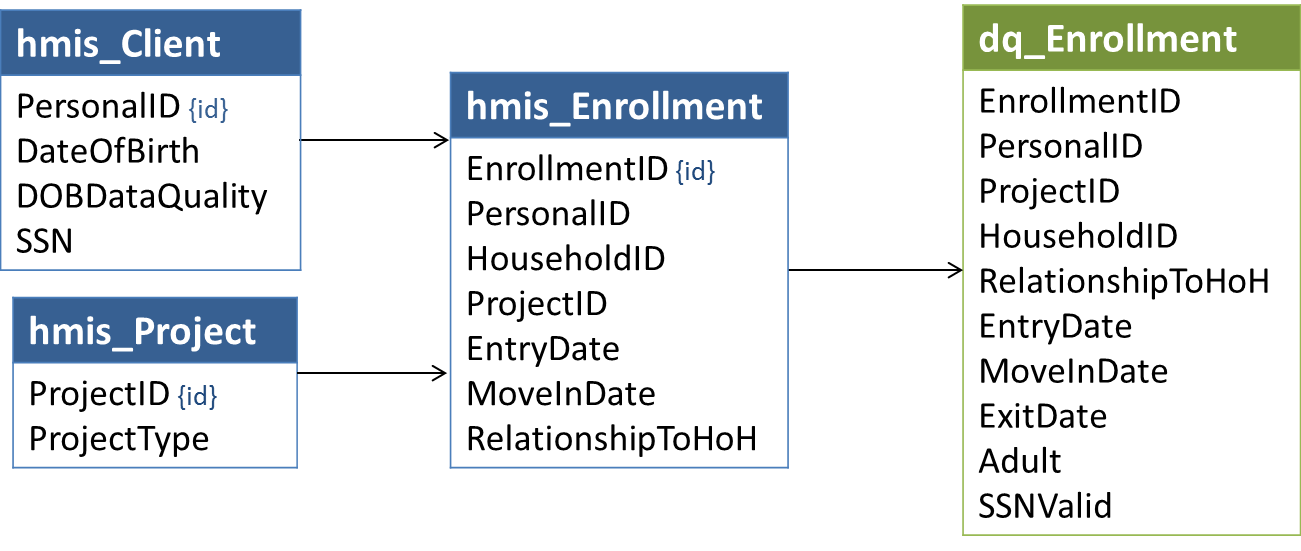 hmis_Client
PersonalID {id}
DateOfBirth
DOBDataQuality
SSN
hmis_Project
ProjectID {id}
ProjectType
hmis_Enrollment
EnrollmentID {id}
PersonalID
HouseholdID
ProjectID
EntryDate
MoveInDate
RelationshipToHoH
dq_Enrollment
EnrollmentID
PersonalID
ProjectID
HouseholdID
RelationshipToHoH
EntryDate
MoveInDate
ExitDate
Adult
SSNValid